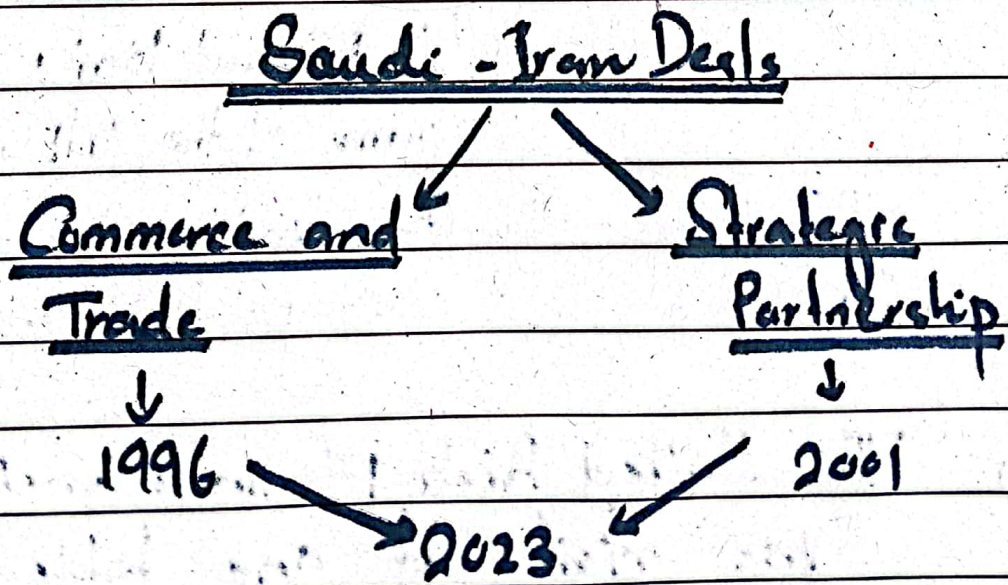 Saudi - Iran Deals
Commerce and
Trade
Strategic
Partnership
1996
2001
2023